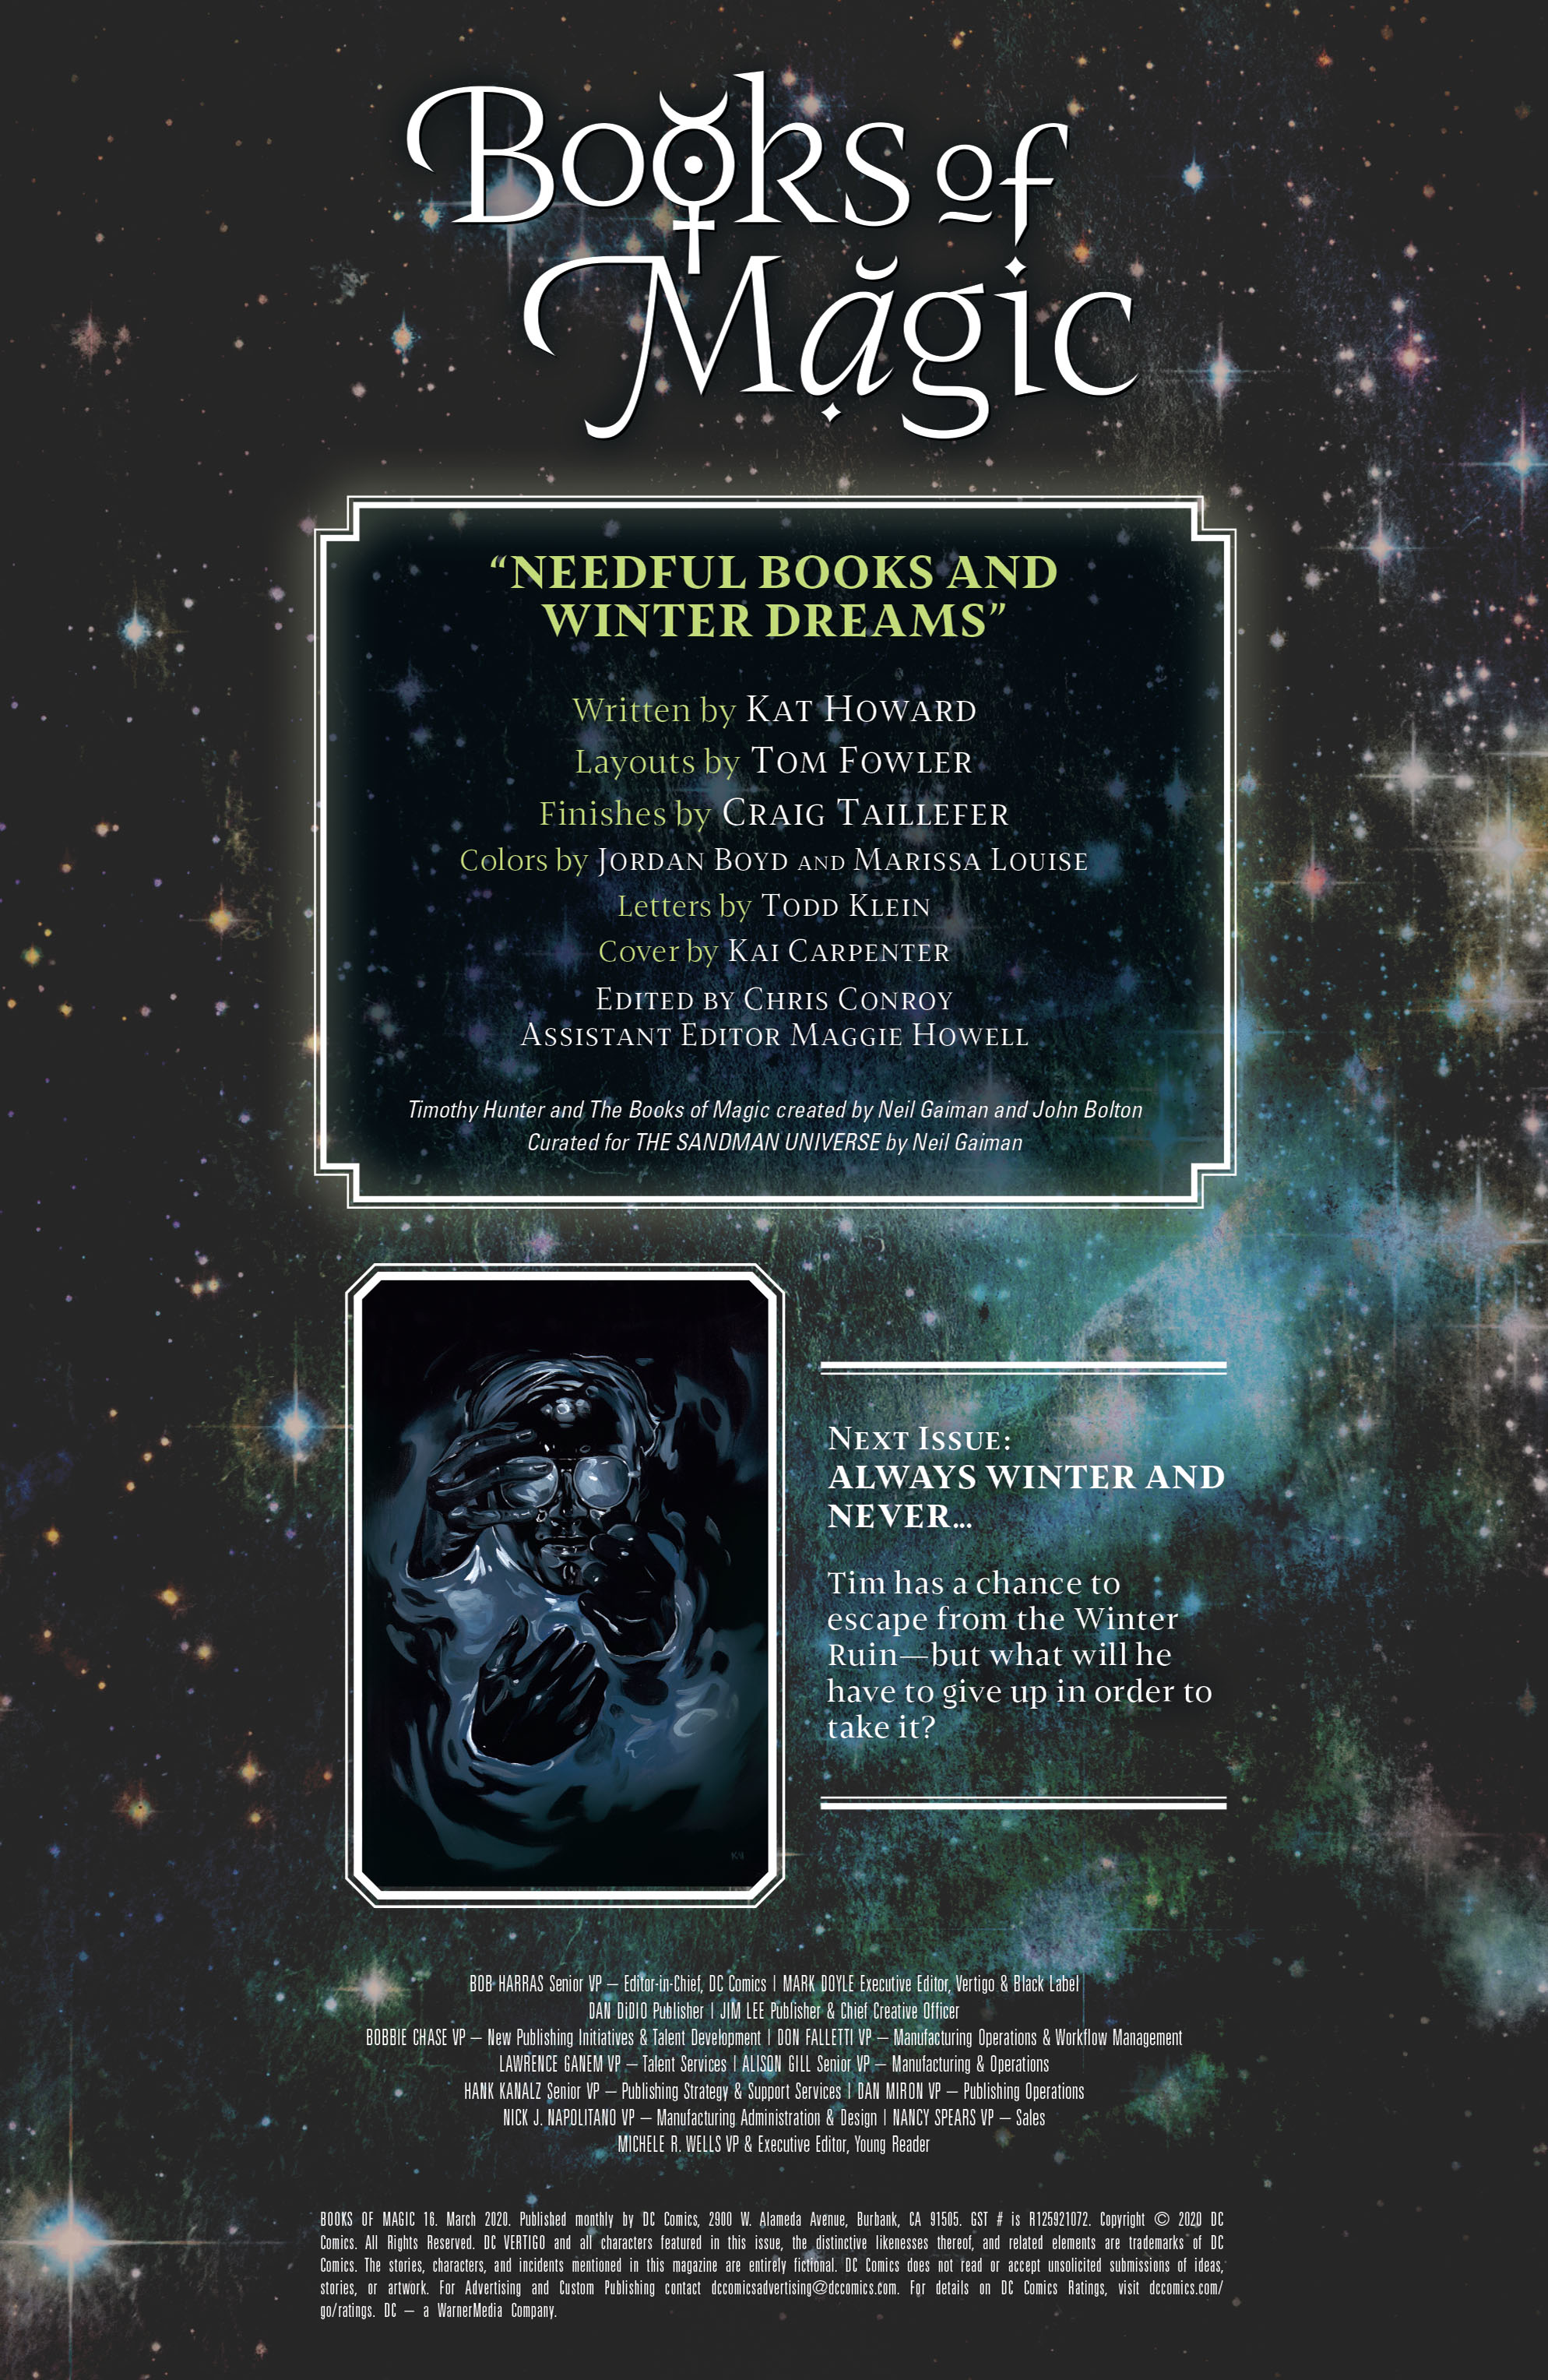 Books of
Magic
“NEEDFUL BOOKS AND
WINTER DREAMS”
Written by KAT HOWARD
Layouts by TOM FOWLER
Finishes by CRAIG TAILLEFER
Colors by JORDAN BOYD AND MARISSA LOUISE
Letters by TODD KLEIN
Cover by KAI CARPENTER
EDITED BY CHRIS CONROY
ASSISTANT EDITOR MAGGIE HOWELL
Timothy Hunter and The Books of Magic created by Neil Gaiman and John Bolton
Curated for THE SANDMAN UNIVERSE by Neil Gaiman
NEXT ISSUE:
ALWAYS WINTER AND
NEVER...
Tim has a chance to
escape from the Winter
Ruin—but what will he
have to give up in order to
take it?
BOB HARRAS Senior VP – Editor-in-Chief, DC Comics | MARK DOYLE Executive Editor, Vertigo & Black Label
DAN DiDIO Publisher | JIM LEE Publisher & Chief Creative Officer
BOBBIE CHASE VP – New Publishing Initiatives & Talent Development | DON FALLETTI VP – Manufacturing Operations & Workflow Management
LAWRENCE GANEM VP – Talent Services | ALISON GILL Senior VP – Manufacturing & Operations
HANK KANALZ Senior VP – Publishing Strategy & Support Services | DAN MIRON VP – Publishing Operations
NICK J. NAPOLITANO VP – Manufacturing Administration & Design | NANCY SPEARS VP – Sales
MICHELE R. WELLS VP & Executive Editor, Young Reader
BOOKS OF MAGIC 16. March 2020. Published monthly by DC Comics, 2900 W. Alameda Avenue, Burbank, CA 91505. GST # is R125921072. Copyright © 2020 DC
Comics. All Rights Reserved. DC VERTIGO and all characters featured in this issue, the distinctive likenesses thereof, and related elements are trademarks of DC
Comics. The stories, characters, and incidents mentioned in this magazine are entirely fictional. DC Comics does not read or accept unsolicited submissions of ideas,
stories, or artwork. For Advertising and Custom Publishing contact dccomicsadvertising@dccomics.com. For details on DC Comics Ratings, visit dccomics.com/
go/ratings. DC – a WarnerMedia Company.